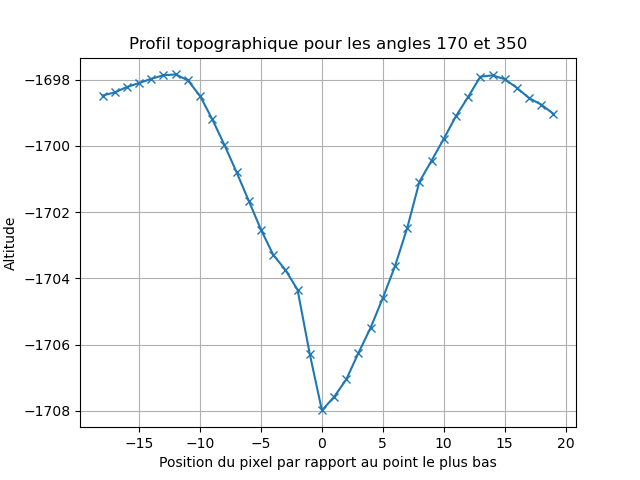 Profil topographique pour les angles 170 et 350
Altitude
−1698
−1700
−1702
−1704
−1706
−1708
−15 −10 −5 0 5 10 15 20
Position du pixel par rapport au point le plus bas